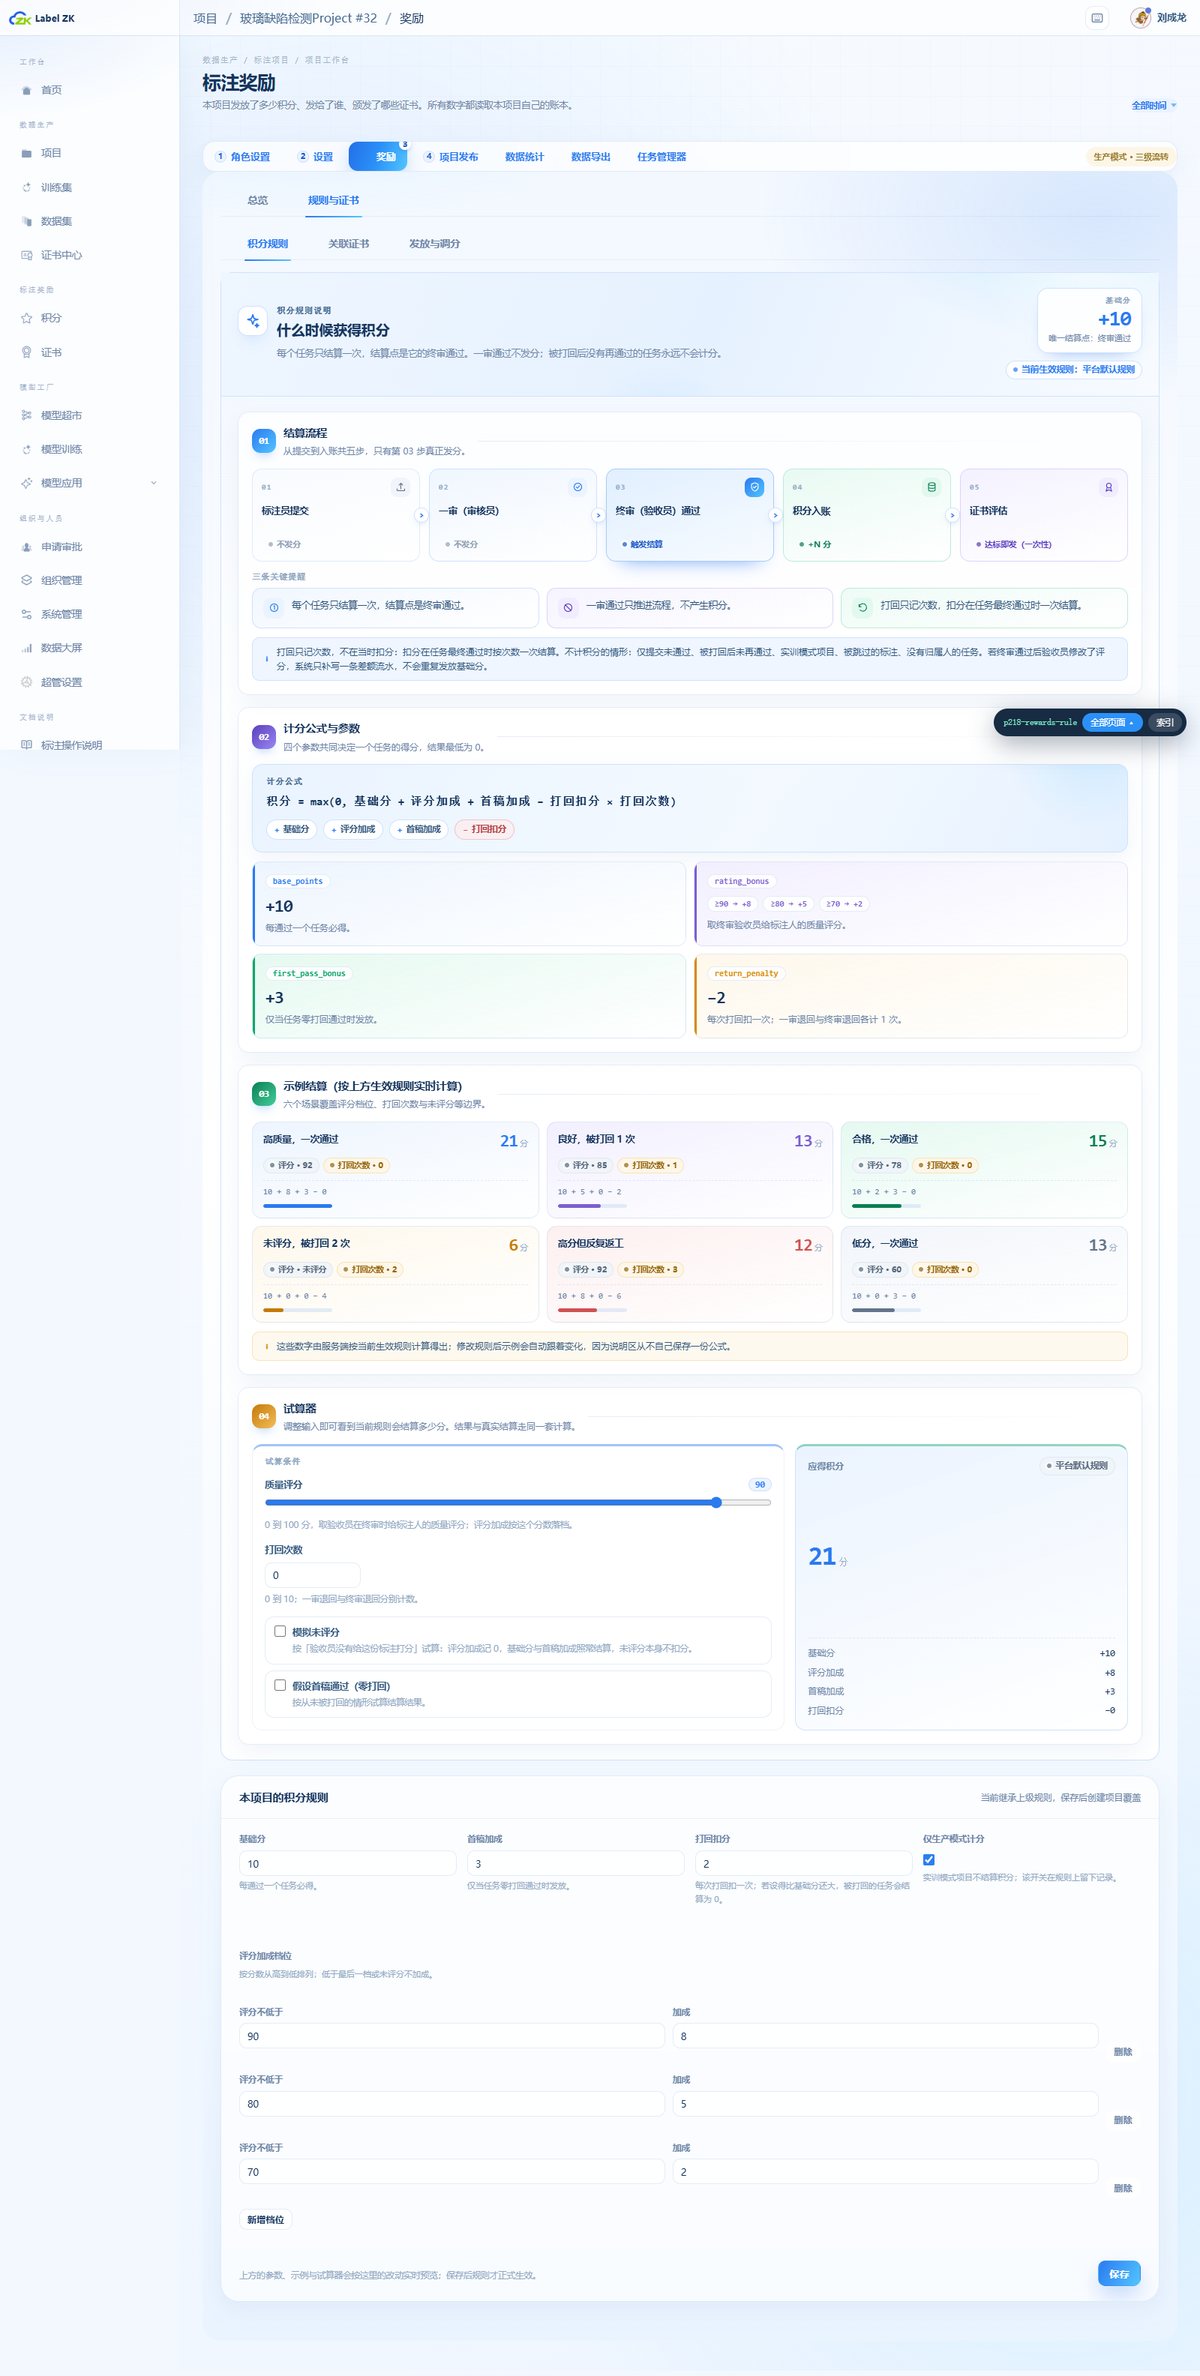 Label ZK
项目 / 玻璃缺陷检测Project #32 / 奖励
刘成龙
工作台
首页
数据生产
项目
训练集
数据集
证书中心
标注奖励
积分
证书
模型工厂
模型超市
模型训练
模型应用
组织与人员
申请审批
组织管理
系统管理
数据大屏
超管设置
文档说明
标注操作说明
数据生产 / 标注项目 / 项目工作台
标注奖励
本项目发放了多少积分、发给了谁、颁发了哪些证书。所有数字都读取本项目自己的账本。
全部时间
1 角色设置
2 设置
奖励
3
4 项目发布
数据统计
数据导出
任务管理器
生产模式 • 三级流转
总览
规则与证书
积分规则
关联证书
发放与调分
积分规则说明
什么时候获得积分
每个任务只结算一次，结算点是它的终审通过。一审通过不发分；被打回后没有再通过的任务永远不会计分。
基础分
+10
唯一结算点：终审通过
当前生效规则：平台默认规则
01
结算流程
从提交到入账共五步，只有第 03 步真正发分。
01
标注员提交
不发分
02
一审（审核员）
不发分
03
终审（验收员）通过
触发结算
04
积分入账
+N 分
05
证书评估
达标即发（一次性）
三条关键提醒
每个任务只结算一次，结算点是终审通过。
一审通过只推进流程，不产生积分。
打回只记次数，扣分在任务最终通过时一次结算。
打回只记次数，不在当时扣分：扣分在任务最终通过时按次数一次结算。不计积分的情形：仅提交未通过、被打回后未再通过、实训模式项目、被跳过的标注、没有归属人的任务。若终审通过后验收员修改了评
分，系统只补写一条差额流水，不会重复发放基础分。
02
计分公式与参数
四个参数共同决定一个任务的得分，结果最低为 0。
p218-rewards-rule
全部页面
索引
计分公式
积分 = max(0, 基础分 + 评分加成 + 首稿加成 − 打回扣分 × 打回次数)
+ 基础分
+ 评分加成
+ 首稿加成
− 打回扣分
base_points
+10
每通过一个任务必得。
rating_bonus
≥90 → +8
≥80 → +5
≥70 → +2
取终审验收员给标注人的质量评分。
first_pass_bonus
+3
仅当任务零打回通过时发放。
return_penalty
−2
每次打回扣一次；一审退回与终审退回各计 1 次。
03
示例结算（按上方生效规则实时计算）
六个场景覆盖评分档位、打回次数与未评分等边界。
高质量，一次通过
21 分
评分 • 92
打回次数 • 0
10 + 8 + 3 − 0
良好，被打回 1 次
13 分
评分 • 85
打回次数 • 1
10 + 5 + 0 − 2
合格，一次通过
15 分
评分 • 78
打回次数 • 0
10 + 2 + 3 − 0
未评分，被打回 2 次
6 分
评分 • 未评分
打回次数 • 2
10 + 0 + 0 − 4
高分但反复返工
12 分
评分 • 92
打回次数 • 3
10 + 8 + 0 − 6
低分，一次通过
13 分
评分 • 60
打回次数 • 0
10 + 0 + 3 − 0
这些数字由服务端按当前生效规则计算得出；修改规则后示例会自动跟着变化，因为说明区从不自己保存一份公式。
04
试算器
调整输入即可看到当前规则会结算多少分。结果与真实结算走同一套计算。
试算条件
质量评分
90
0 到 100 分，取验收员在终审时给标注人的质量评分；评分加成按这个分数落档。
打回次数
0
0 到 10；一审退回与终审退回分别计数。
模拟未评分
按「验收员没有给这份标注打分」试算：评分加成记 0，基础分与首稿加成照常结算，未评分本身不扣分。
假设首稿通过（零打回）
按从未被打回的情形试算结算结果。
应得积分
平台默认规则
21 分
基础分
+10
评分加成
+8
首稿加成
+3
打回扣分
−0
本项目的积分规则
当前继承上级规则，保存后创建项目覆盖
基础分
10
每通过一个任务必得。
首稿加成
3
仅当任务零打回通过时发放。
打回扣分
2
每次打回扣一次；若设得比基础分还大，被打回的任务会结
算为 0。
仅生产模式计分
实训模式项目不结算积分；该开关在规则上留下记录。
评分加成档位
按分数从高到低排列；低于最后一档或未评分不加成。
评分不低于
90
加成
8
删除
评分不低于
80
加成
5
删除
评分不低于
70
加成
2
删除
新增档位
上方的参数、示例与试算器会按这里的改动实时预览；保存后规则才正式生效。
保存